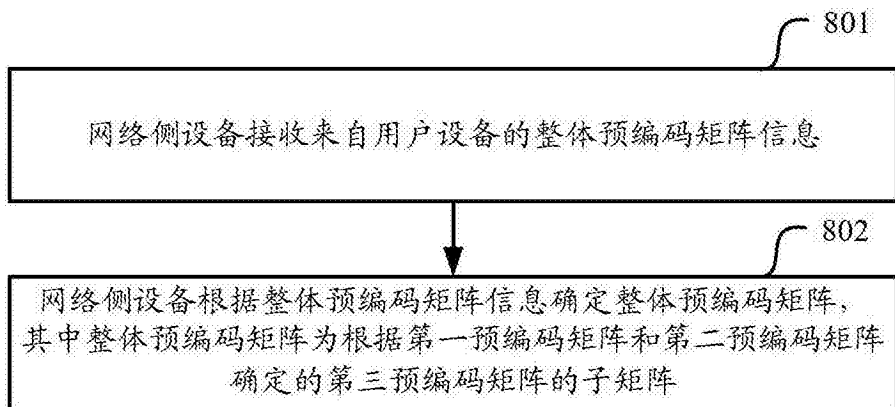 801
网络侧设备接收来自用户设备的整体预编码矩阵信息
802
网络侧设备根据整体预编码矩阵信息确定整体预编码矩阵，
其中整体预编码矩阵为根据第一预编码矩阵和第二预编码矩阵
确定的第三预编码矩阵的子矩阵